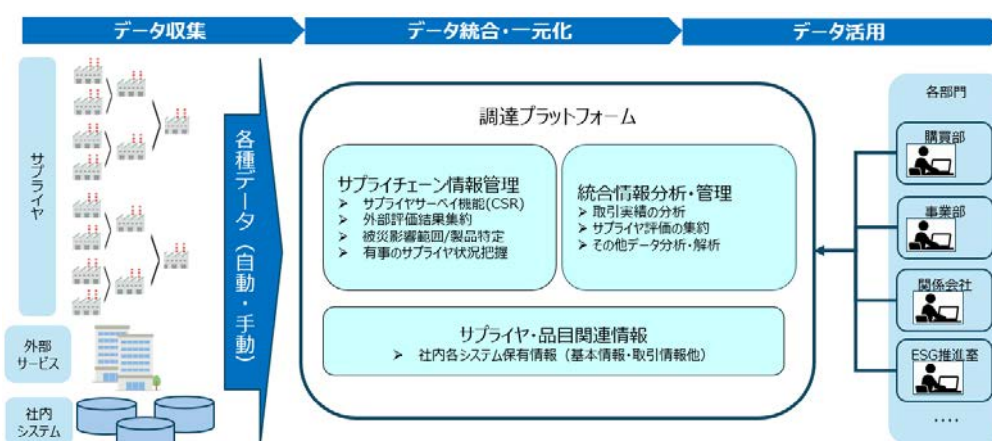 データ収集
データ統合・一元化
データ活用
サプライヤ
外部
サービス
社内
システム
各種データ（自動・手動）
調達プラットフォーム
サプライチェーン情報管理
➤ サプライヤサーベイ機能(CSR)
➤ 外部評価結果集約
➤ 被災影響範囲/製品特定
➤ 有事のサプライヤ状況把握
統合情報分析・管理
➤ 取引実績の分析
➤ サプライヤ評価の集約
➤ その他データ分析・解析
サプライヤ・品目関連情報
➤ 社内各システム保有情報（基本情報・取引情報他）
各部門
購買部
事業部
関係会社
ESG推進室
････